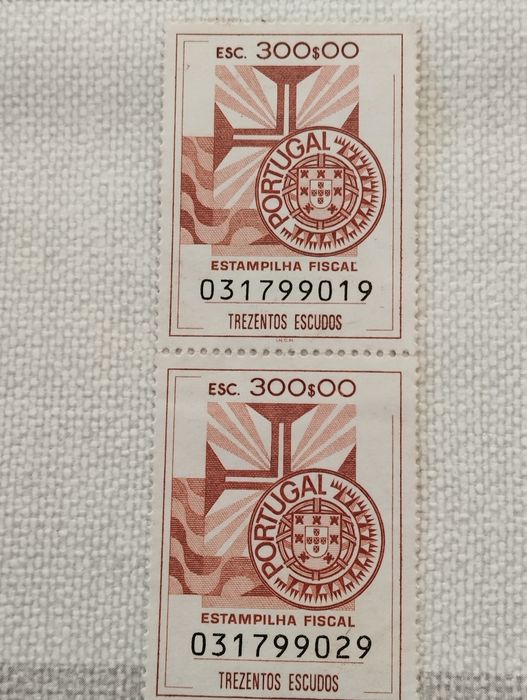 ESC. 300$00
PORTUGAL
ESTAMPILHA FISCAL
031799019
TREZENTOS ESCUDOS
I.N.C.M.
ESC. 300$00
PORTUGAL
ESTAMPILHA FISCAL
031799029
TREZENTOS ESCUDOS